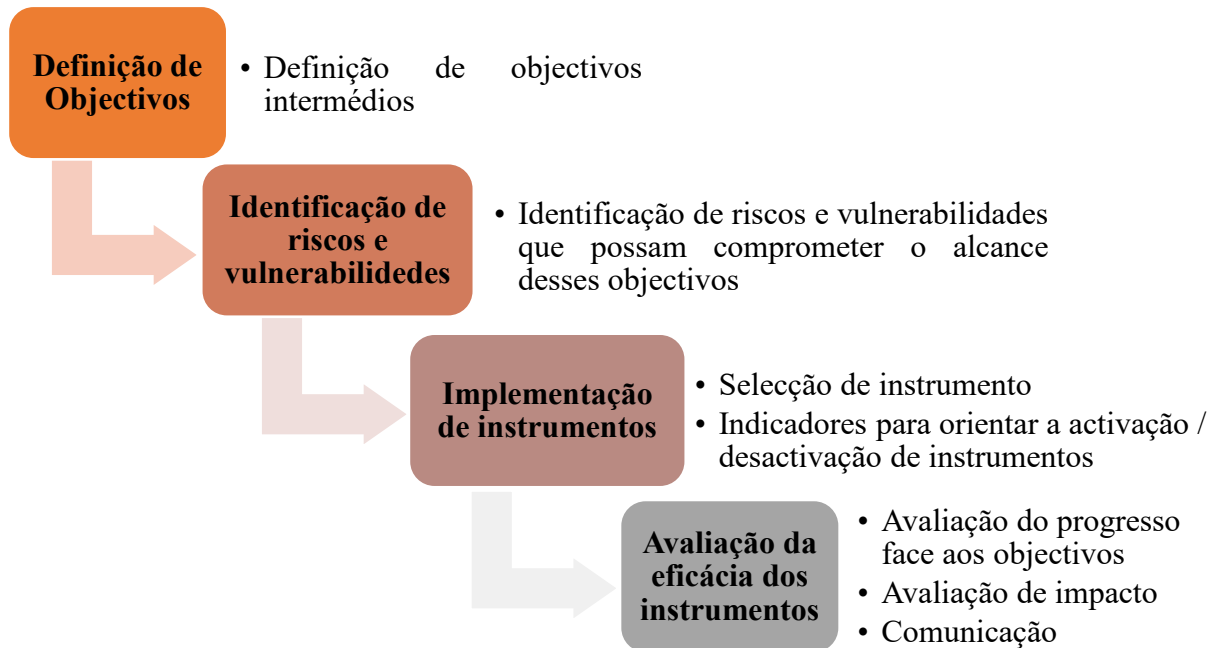 Definição de
Objectivos
• Definição de objectivos
intermédios
Identificação de
riscos e
vulnerabilidedes
• Identificação de riscos e vulnerabilidades
que possam comprometer o alcance
desses objectivos
Implementação
de instrumentos
• Selecção de instrumento
• Indicadores para orientar a activação /
desactivação de instrumentos
Avaliação da
eficácia dos
instrumentos
• Avaliação do progresso
face aos objectivos
• Avaliação de impacto
• Comunicação